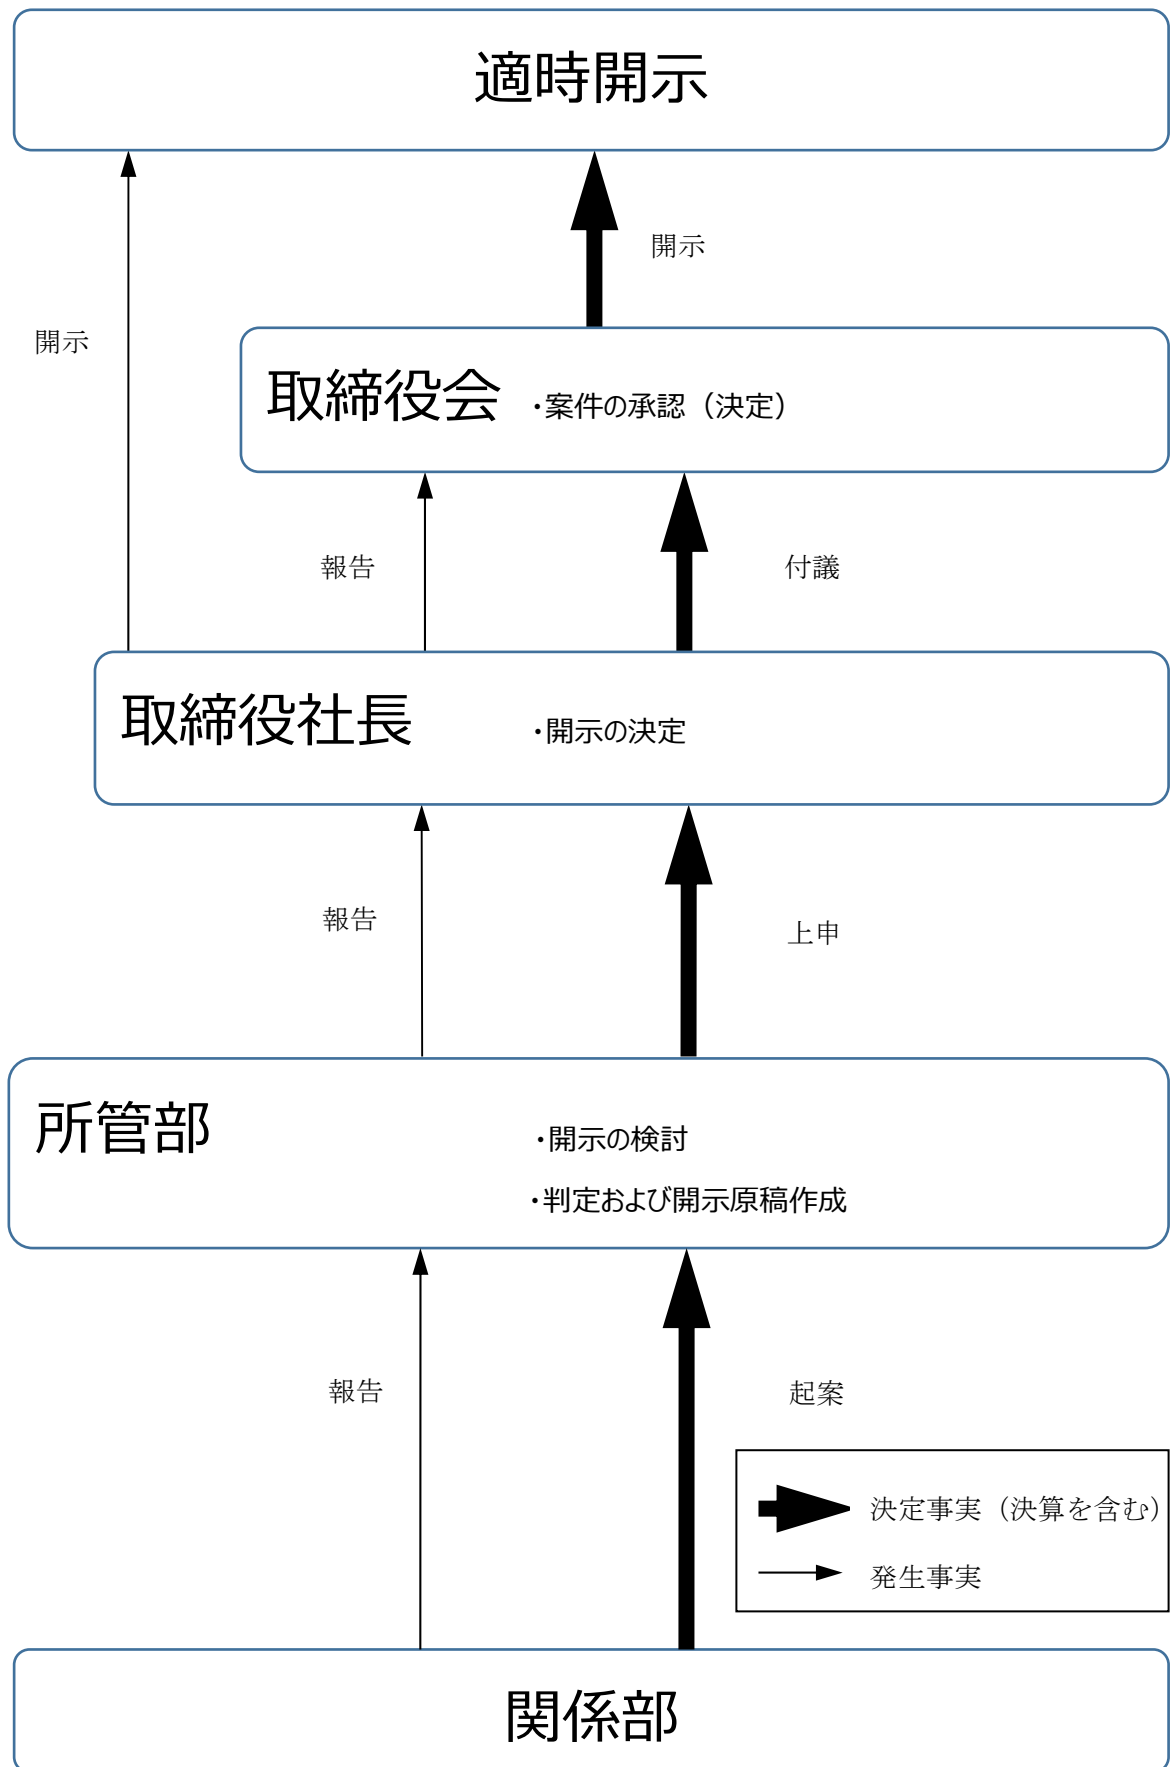 適時開示
開示
開示
取締役会 ・案件の承認（決定）
報告 付議
取締役社長 ・開示の決定
報告 上申
所管部 ・開示の検討
・判定および開示原稿作成
報告 起案
決定事実（決算を含む）
発生事実
関係部